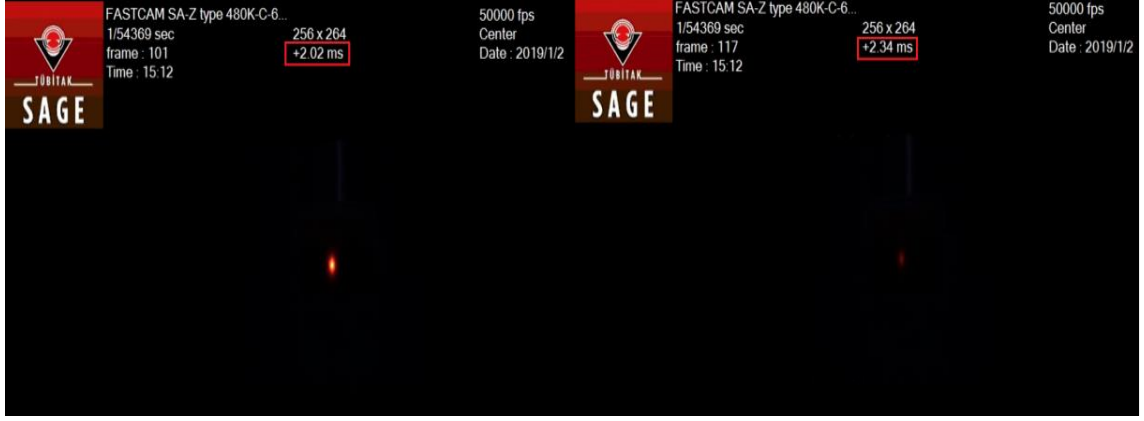 FASTCAM SA-Z type 480K-C-6...
1/54369 sec 256 x 264
frame : 101 +2.02 ms
Time : 15:12
50000 fps
Center
Date : 2019/1/2
TÜBİTAK
SAGE
FASTCAM SA-Z type 480K-C-6...
1/54369 sec 256 x 264
frame : 117 +2.34 ms
Time : 15:12
50000 fps
Center
Date : 2019/1/2
TÜBİTAK
SAGE